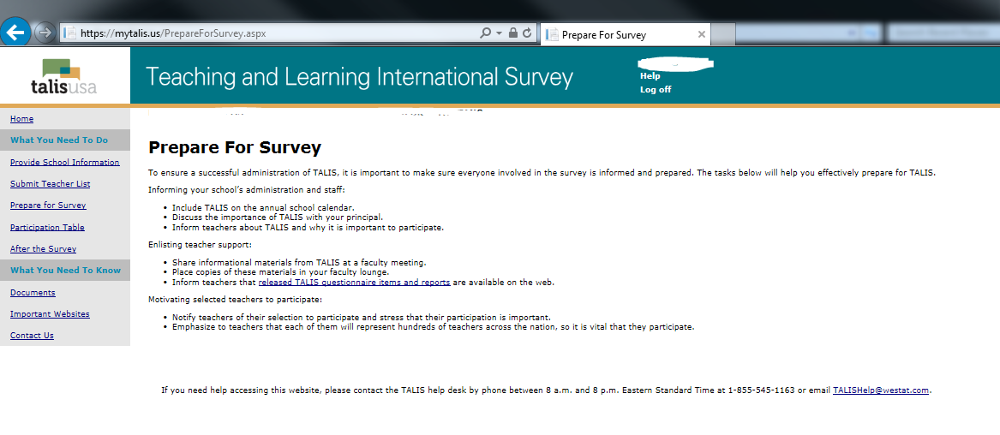 https://mytalis.us/PrepareForSurvey.aspx
Prepare For Survey
talisusa
Teaching and Learning International Survey
Help
Log off
Home
What You Need To Do
Provide School Information
Submit Teacher List
Prepare for Survey
Participation Table
After the Survey
What You Need To Know
Documents
Important Websites
Contact Us
Prepare For Survey
To ensure a successful administration of TALIS, it is important to make sure everyone involved in the survey is informed and prepared. The tasks below will help you effectively prepare for TALIS.
Informing your school's administration and staff:
• Include TALIS on the annual school calendar.
• Discuss the importance of TALIS with your principal.
• Inform teachers about TALIS and why it is important to participate.
Enlisting teacher support:
• Share informational materials from TALIS at a faculty meeting.
• Place copies of these materials in your faculty lounge.
• Inform teachers that released TALIS questionnaire items and reports are available on the web.
Motivating selected teachers to participate:
• Notify teachers of their selection to participate and stress that their participation is important.
• Emphasize to teachers that each of them will represent hundreds of teachers across the nation, so it is vital that they participate.
If you need help accessing this website, please contact the TALIS help desk by phone between 8 a.m. and 8 p.m. Eastern Standard Time at 1-855-545-1163 or email TALISHelp@westat.com.